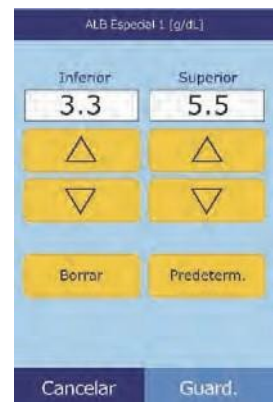 ALB Especial 1 [g/dL]
Inferior Superior
3.3 5.5
Borrar Predeterm.
Cancelar Guard.